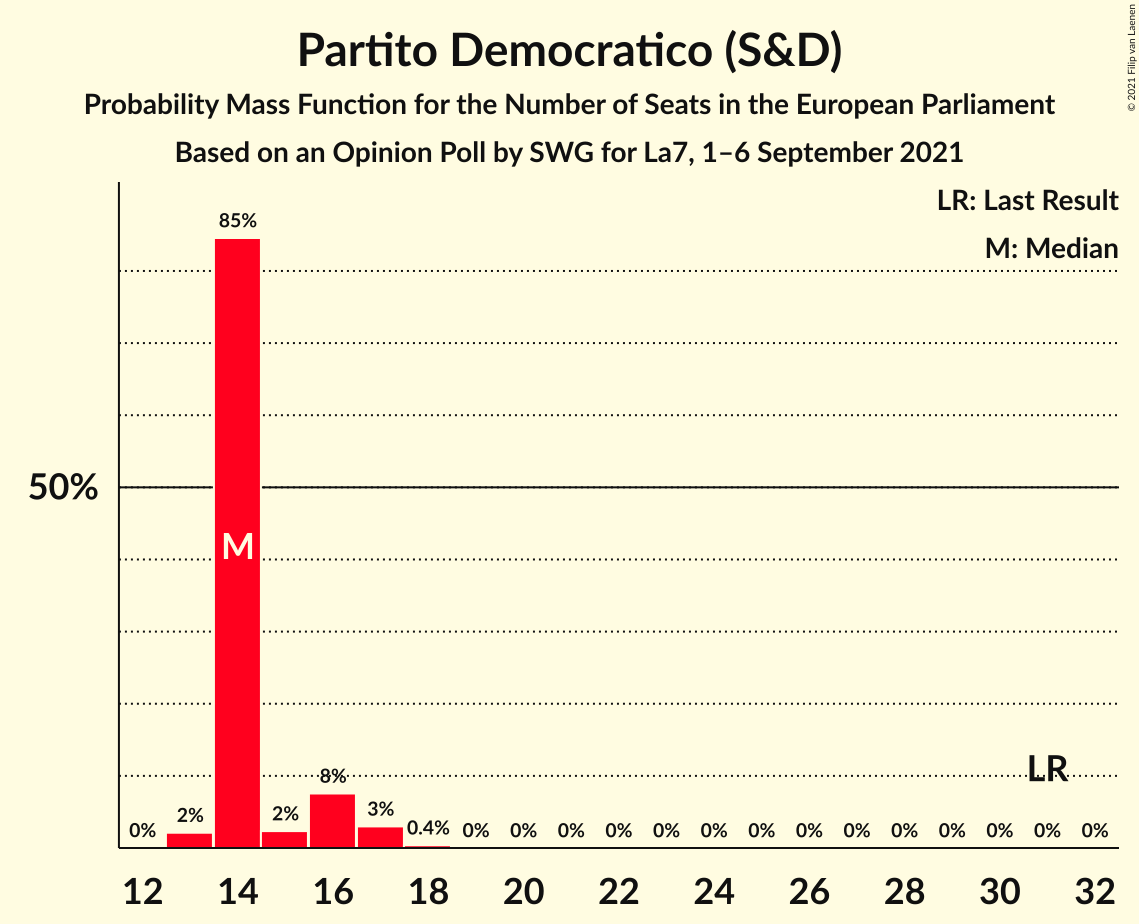 Partito Democratico (S&D)
Probability Mass Function for the Number of Seats in the European Parliament
Based on an Opinion Poll by SWG for La7, 1–6 September 2021
© 2021 Filip van Laenen
LR: Last Result
M: Median
85%
50%
M
LR
0% 2% 2% 8% 3% 0.4% 0% 0% 0% 0% 0% 0% 0% 0% 0% 0% 0% 0% 0% 0%
12 14 16 18 20 22 24 26 28 30 32